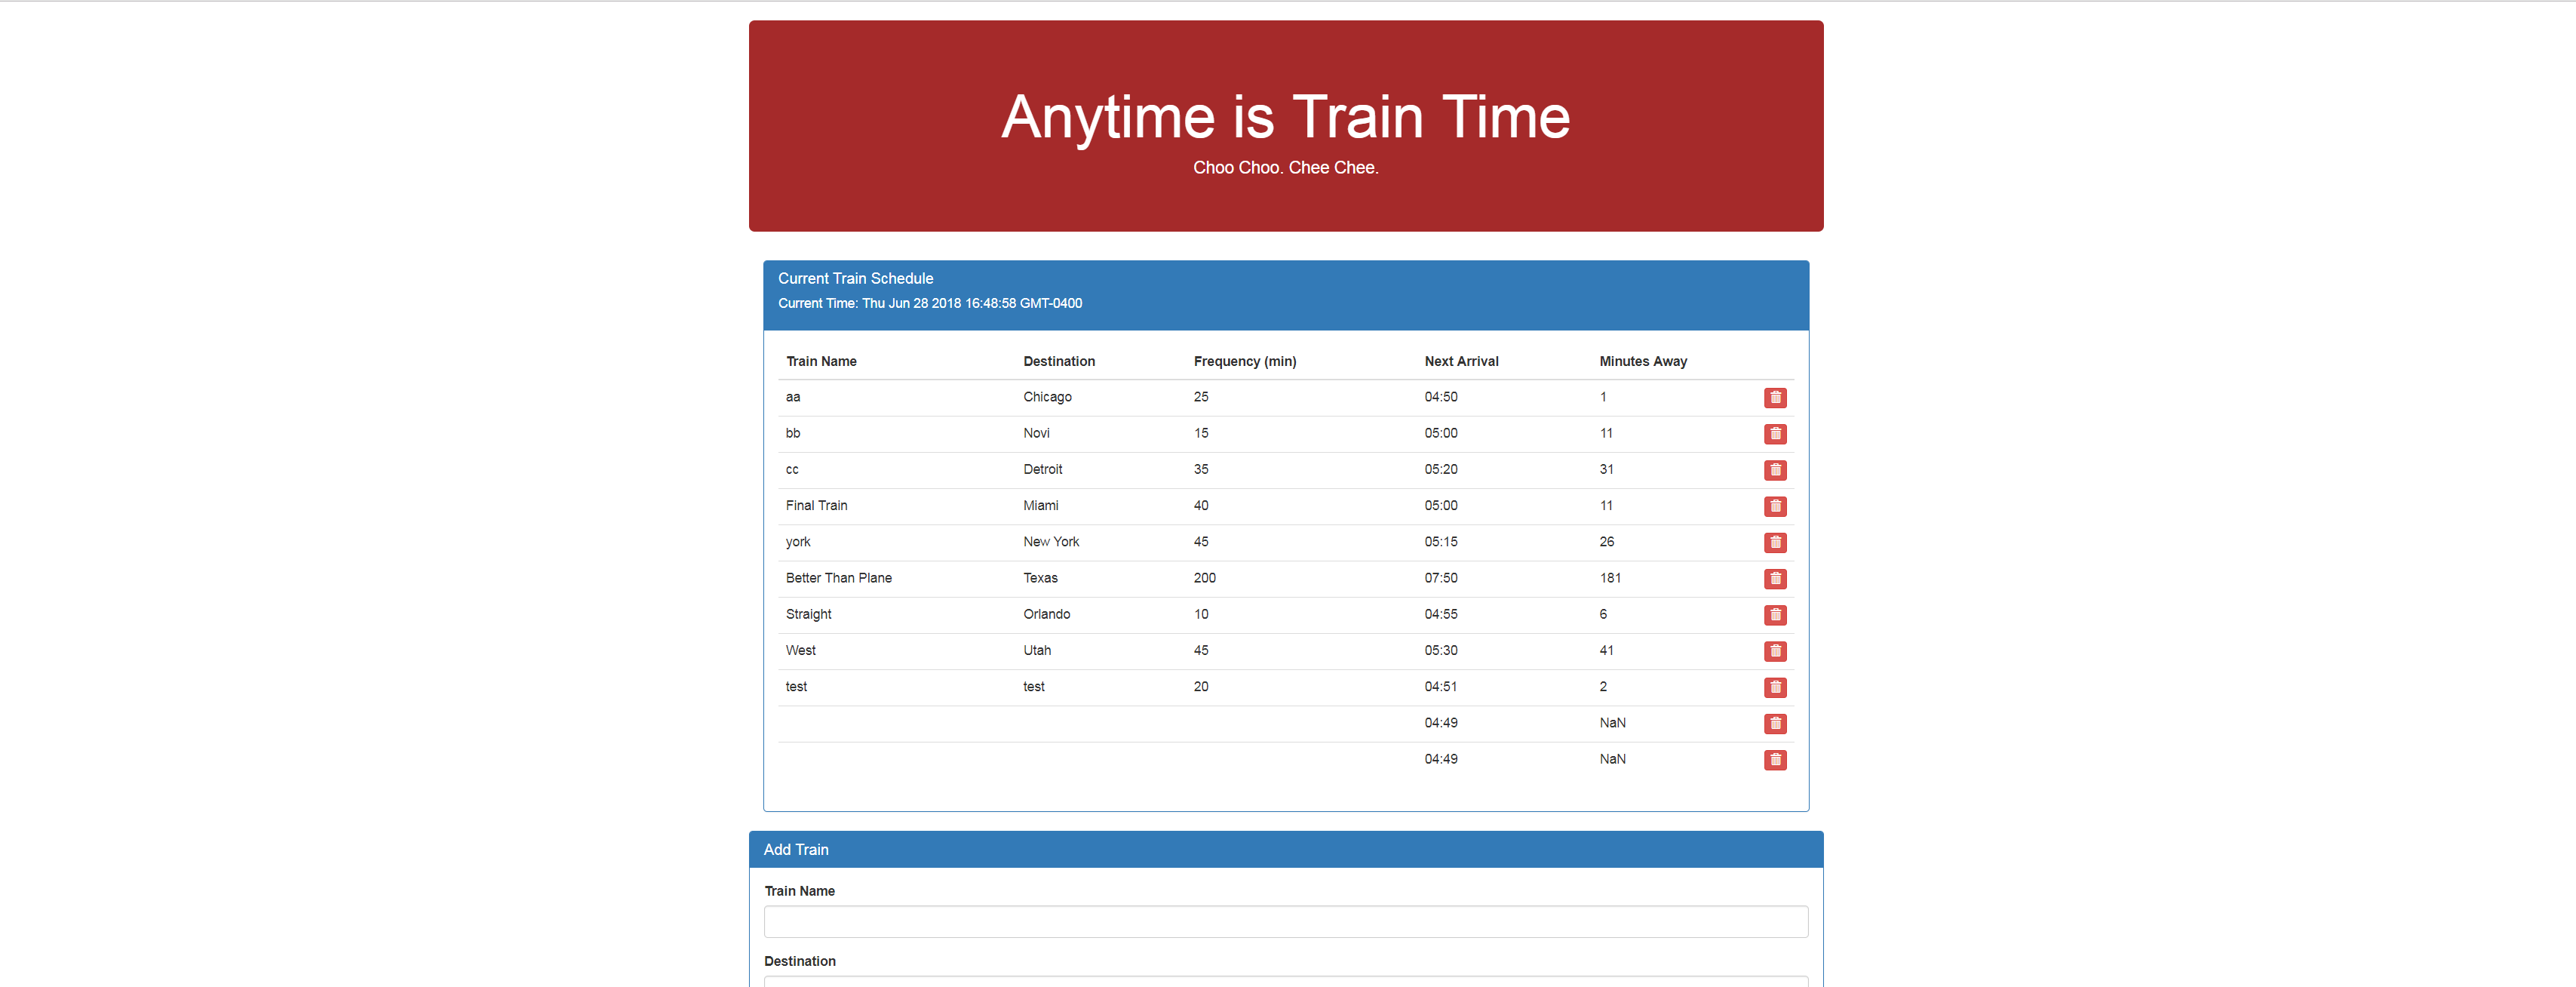 Anytime is Train Time
Choo Choo. Chee Chee.
Current Train Schedule
Current Time: Thu Jun 28 2018 16:48:58 GMT-0400
Train Name Destination Frequency (min) Next Arrival Minutes Away
aa Chicago 25 04:50 1
bb Novi 15 05:00 11
cc Detroit 35 05:20 31
Final Train Miami 40 05:00 11
york New York 45 05:15 26
Better Than Plane Texas 200 07:50 181
Straight Orlando 10 04:55 6
West Utah 45 05:30 41
test test 20 04:51 2
04:49 NaN
04:49 NaN
Add Train
Train Name
Destination